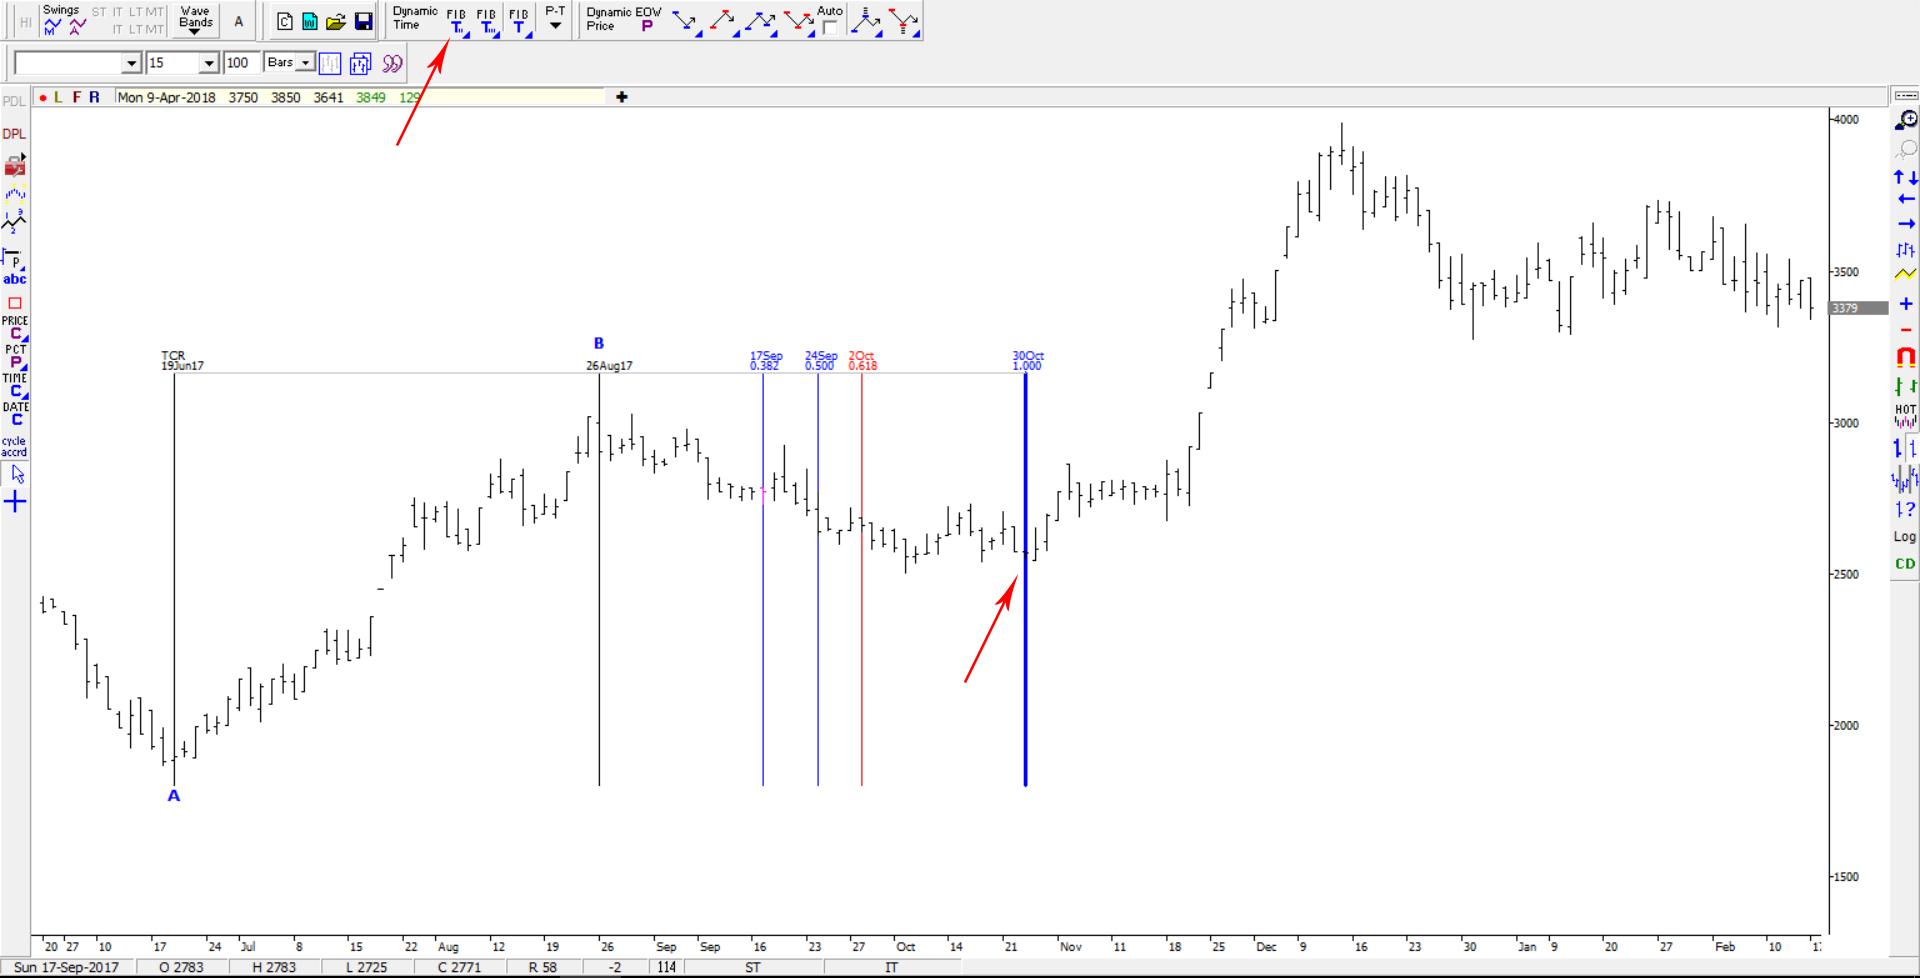 HI Swings ST IT LT MT Wave Bands A C W Dynamic Time FIB T FIB T FIB T P-T Dynamic EOW Price P Auto
M A IT LT MT
15 100 Bars
PDL L F R Mon 9-Apr-2018 3750 3850 3641 3849 129
DPL
P
abc
PRICE
C
PCT
P
TIME
C
DATE
C
cycle
accrd
TCR
19Jun17
B
26Aug17
17Sep
0.382
24Sep
0.500
2Oct
0.618
30Oct
1.000
A
4000
3500
3379
3000
2500
2000
1500
HOT
1?
Log
CD
20 27 10 17 24 Jul 8 15 22 Aug 12 19 26 Sep Sep 16 23 27 Oct 14 21 Nov 11 18 25 Dec 9 16 23 30 Jan 9 20 27 Feb 10
Sun 17-Sep-2017 O 2783 H 2783 L 2725 C 2771 R 58 -2 114 ST IT